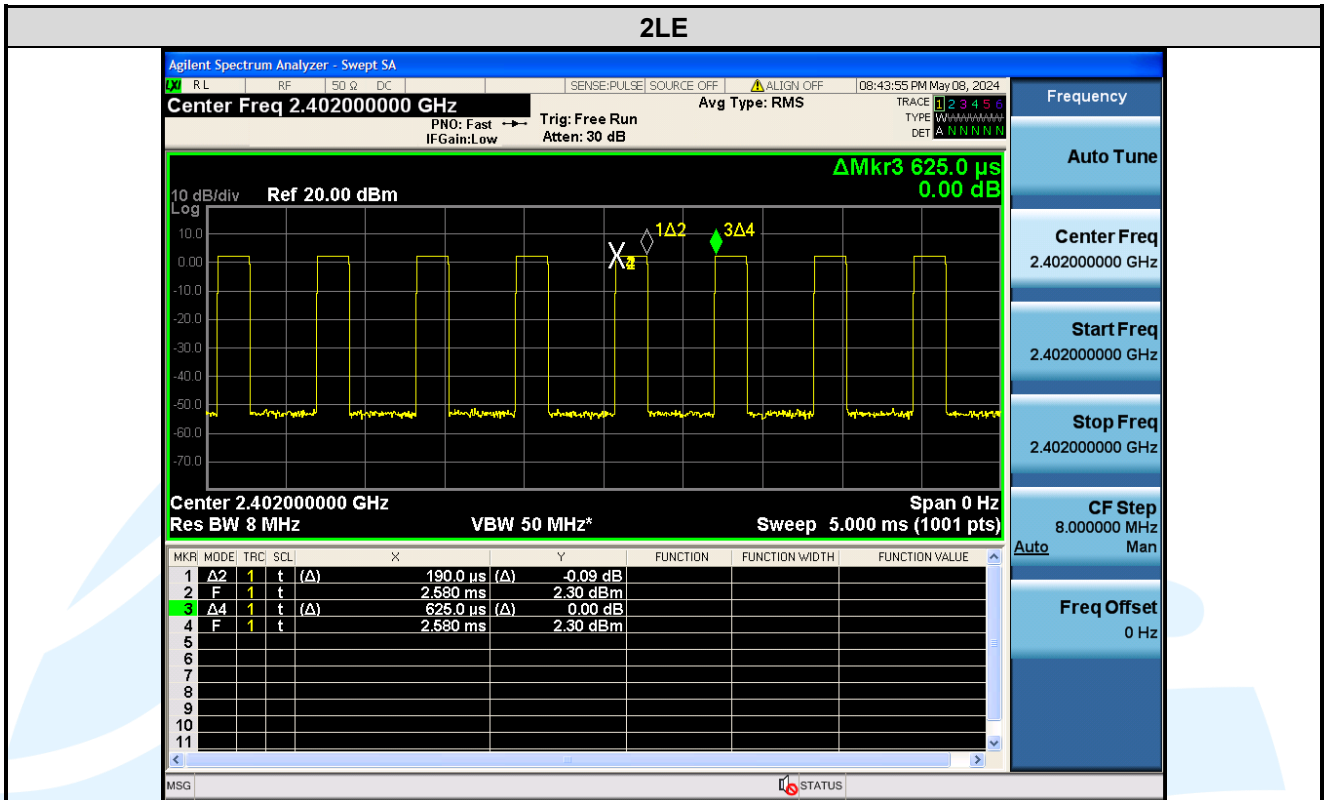 2LE
Agilent Spectrum Analyzer - Swept SA
LXI RL RF 50 Ω DC SENSE:PULSE SOURCE OFF ALIGN OFF 08:43:55 PM May 08, 2024
Center Freq 2.402000000 GHz
PNO: Fast
IFGain:Low
Trig: Free Run
Atten: 30 dB
Avg Type: RMS
TRACE 1 2 3 4 5 6
TYPE WWWWWW
DET A N N N N N
ΔMkr3 625.0 µs
0.00 dB
10 dB/div Ref 20.00 dBm
Log
10.0
0.00
-10.0
-20.0
-30.0
-40.0
-50.0
-60.0
-70.0
1Δ2
3Δ4
Center 2.402000000 GHz Span 0 Hz
Res BW 8 MHz VBW 50 MHz* Sweep 5.000 ms (1001 pts)
MKR MODE TRC SCL X Y FUNCTION FUNCTION WIDTH FUNCTION VALUE
1 Δ2 1 t (Δ) 190.0 µs (Δ) -0.09 dB
2 F 1 t 2.580 ms 2.30 dBm
3 Δ4 1 t (Δ) 625.0 µs (Δ) 0.00 dB
4 F 1 t 2.580 ms 2.30 dBm
5
6
7
8
9
10
11
MSG STATUS
Frequency
Auto Tune
Center Freq
2.402000000 GHz
Start Freq
2.402000000 GHz
Stop Freq
2.402000000 GHz
CF Step
8.000000 MHz
Auto Man
Freq Offset
0 Hz